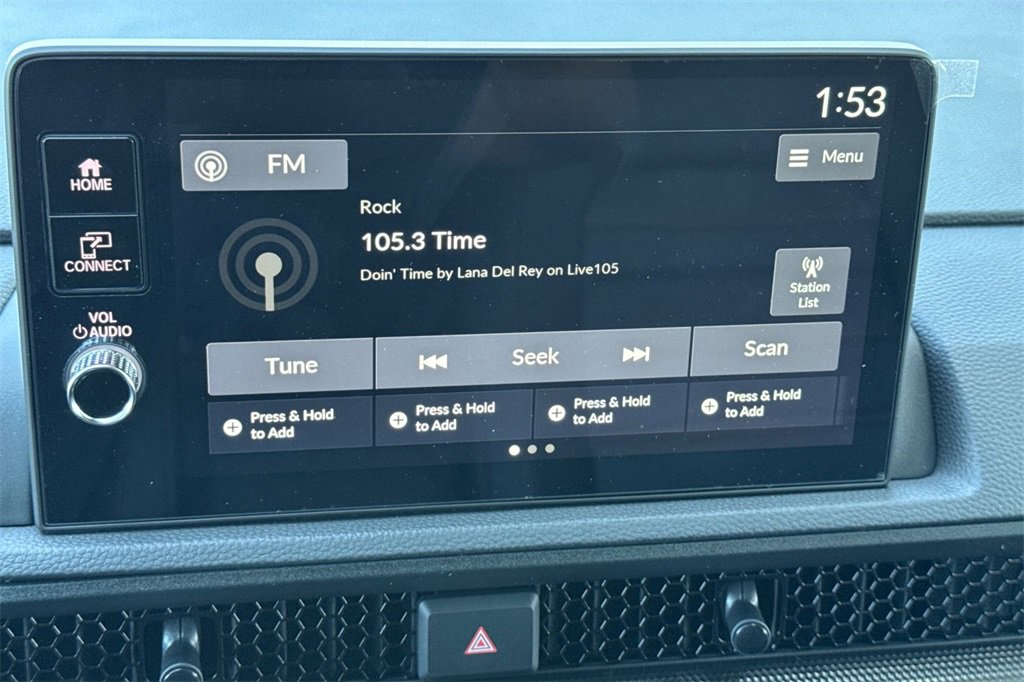 1:53
HOME
CONNECT
VOL
AUDIO
FM
Menu
Rock
105.3 Time
Doin' Time by Lana Del Rey on Live105
Station
List
Tune
Seek
Scan
Press & Hold
to Add
Press & Hold
to Add
Press & Hold
to Add
Press & Hold
to Add